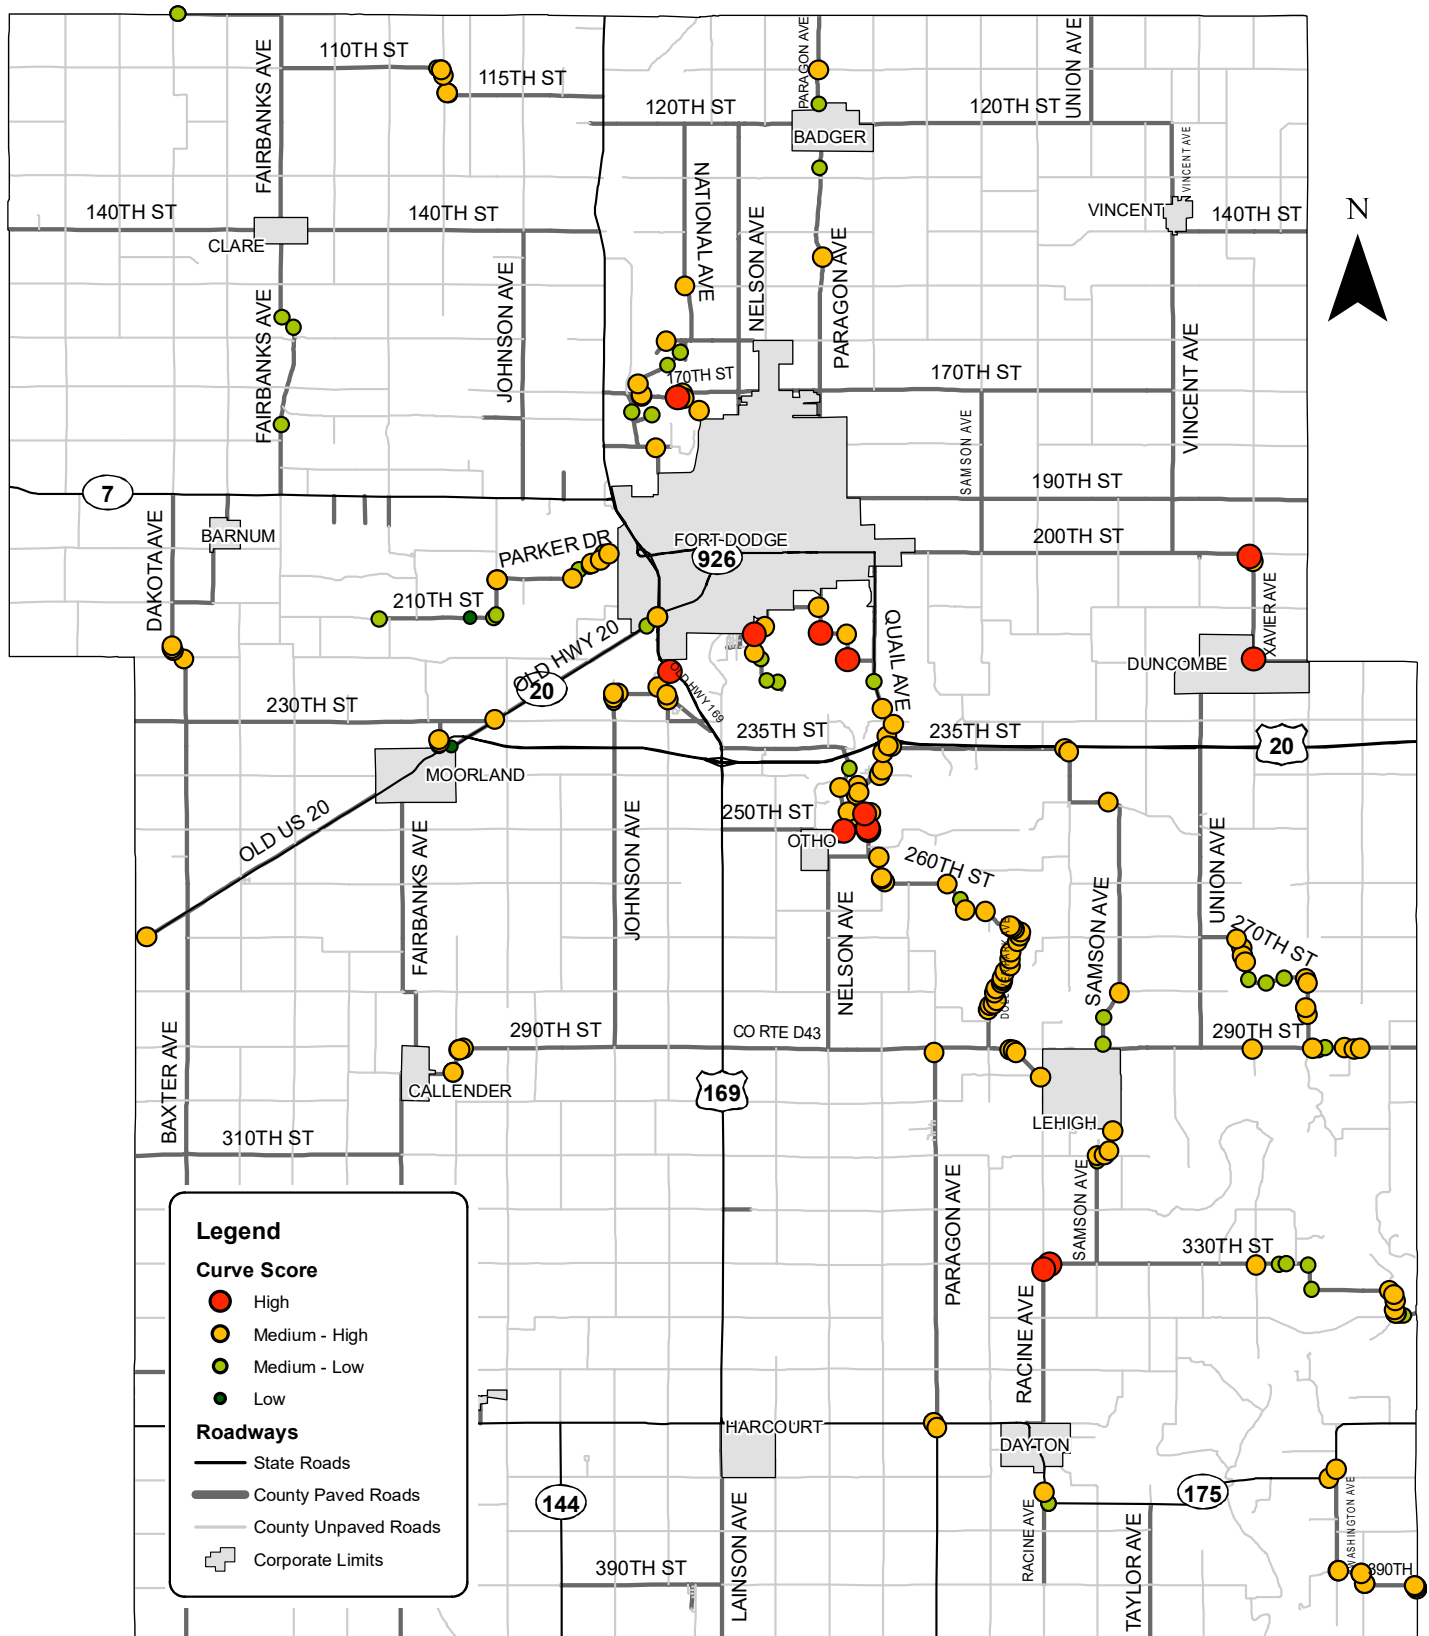 110TH ST
115TH ST
FAIRBANKS AVE
PARAGON AVE
UNION AVE
120TH ST
120TH ST
BADGER
NATIONAL AVE
NELSON AVE
PARAGON AVE
VINCENT AVE
VINCENT
140TH ST
140TH ST
140TH ST
CLARE
N
FAIRBANKS AVE
JOHNSON AVE
170TH ST
170TH ST
VINCENT AVE
SAMSON AVE
7
190TH ST
DAKOTA AVE
BARNUM
PARKER DR
FORT DODGE
926
200TH ST
210TH ST
QUAIL AVE
XAVIER AVE
OLD HWY 20
20
DUNCOMBE
OLD HWY 169
230TH ST
235TH ST
235TH ST
20
MOORLAND
OLD US 20
250TH ST
OTHO
260TH ST
FAIRBANKS AVE
JOHNSON AVE
NELSON AVE
SAMSON AVE
UNION AVE
270TH ST
290TH ST
CO RTE D43
290TH ST
BAXTER AVE
CALLENDER
169
LEHIGH
310TH ST
PARAGON AVE
SAMSON AVE
330TH ST
RACINE AVE
Legend
Curve Score
High
Medium - High
Medium - Low
Low
Roadways
State Roads
County Paved Roads
County Unpaved Roads
Corporate Limits
HARCOURT
DAYTON
144
175
LAINSON AVE
RACINE AVE
TAYLOR AVE
WASHINGTON AVE
390TH ST
390TH